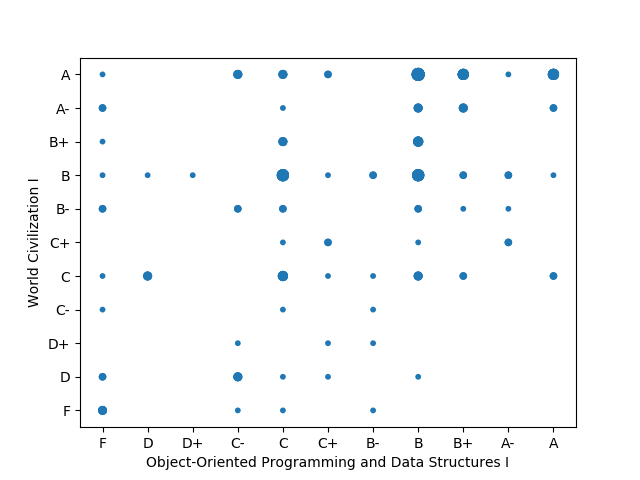 A
A-
B+
B
B-
C+
C
C-
D+
D
F
World Civilization I
F D D+ C- C C+ B- B B+ A- A
Object-Oriented Programming and Data Structures I